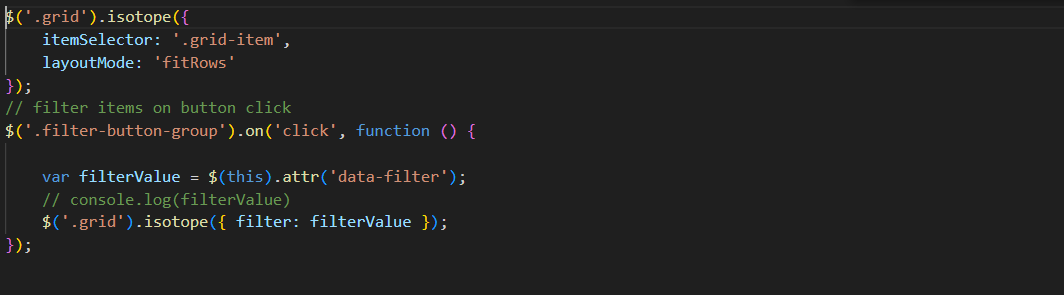 $('.grid').isotope({
    itemSelector: '.grid-item',
    layoutMode: 'fitRows'
});
// filter items on button click
$('.filter-button-group').on('click', function () {
    var filterValue = $(this).attr('data-filter');
    // console.log(filterValue)
    $('.grid').isotope({ filter: filterValue });
});